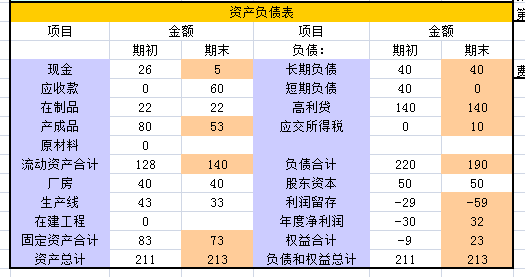 资产负债表
项目 金额 项目 金额
期初 期末 负债： 期初 期末
现金 26 5 长期负债 40 40
应收款 0 60 短期负债 40 0
在制品 22 22 高利贷 140 140
产成品 80 53 应交所得税 0 10
原材料 0
流动资产合计 128 140 负债合计 220 190
厂房 40 40 股东资本 50 50
生产线 43 33 利润留存 -29 -59
在建工程 0 年度净利润 -30 32
固定资产合计 83 73 权益合计 -9 23
资产总计 211 213 负债和权益总计 211 213